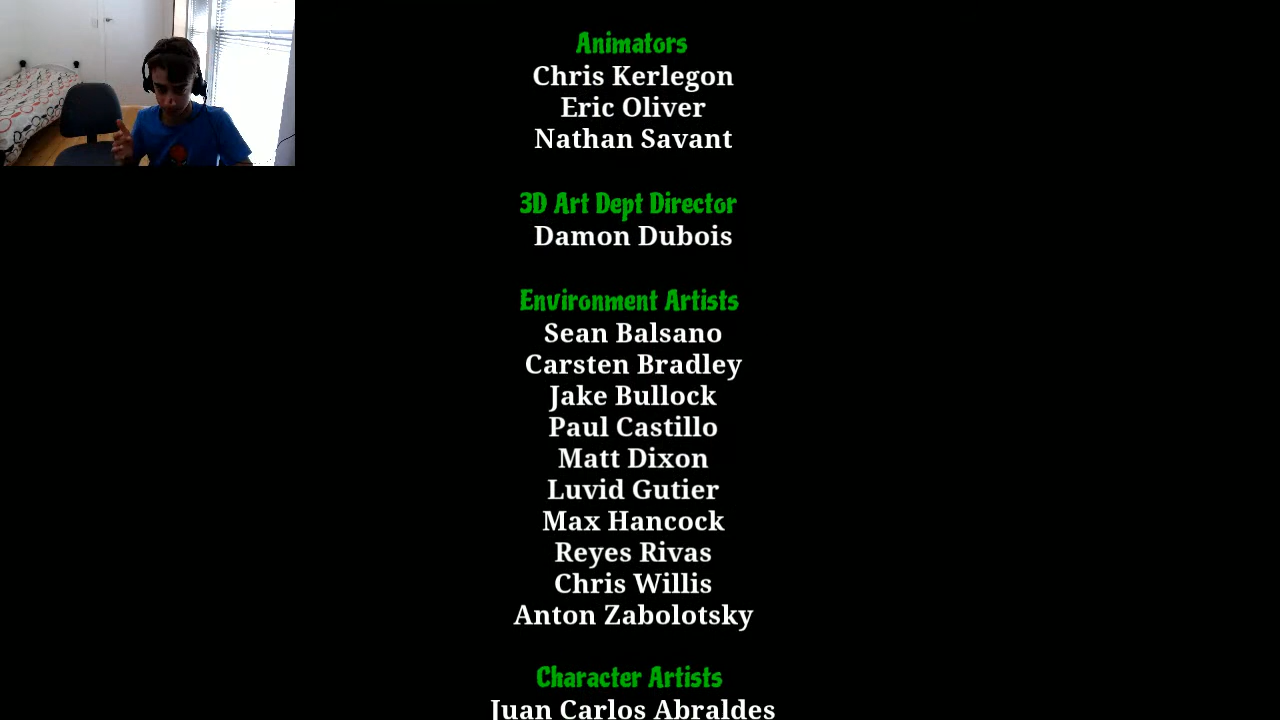 Animators
Chris Kerlegon
Eric Oliver
Nathan Savant
3D Art Dept Director
Damon Dubois
Environment Artists
Sean Balsano
Carsten Bradley
Jake Bullock
Paul Castillo
Matt Dixon
Luvid Gutier
Max Hancock
Reyes Rivas
Chris Willis
Anton Zabolotsky
Character Artists
Juan Carlos Abraldes